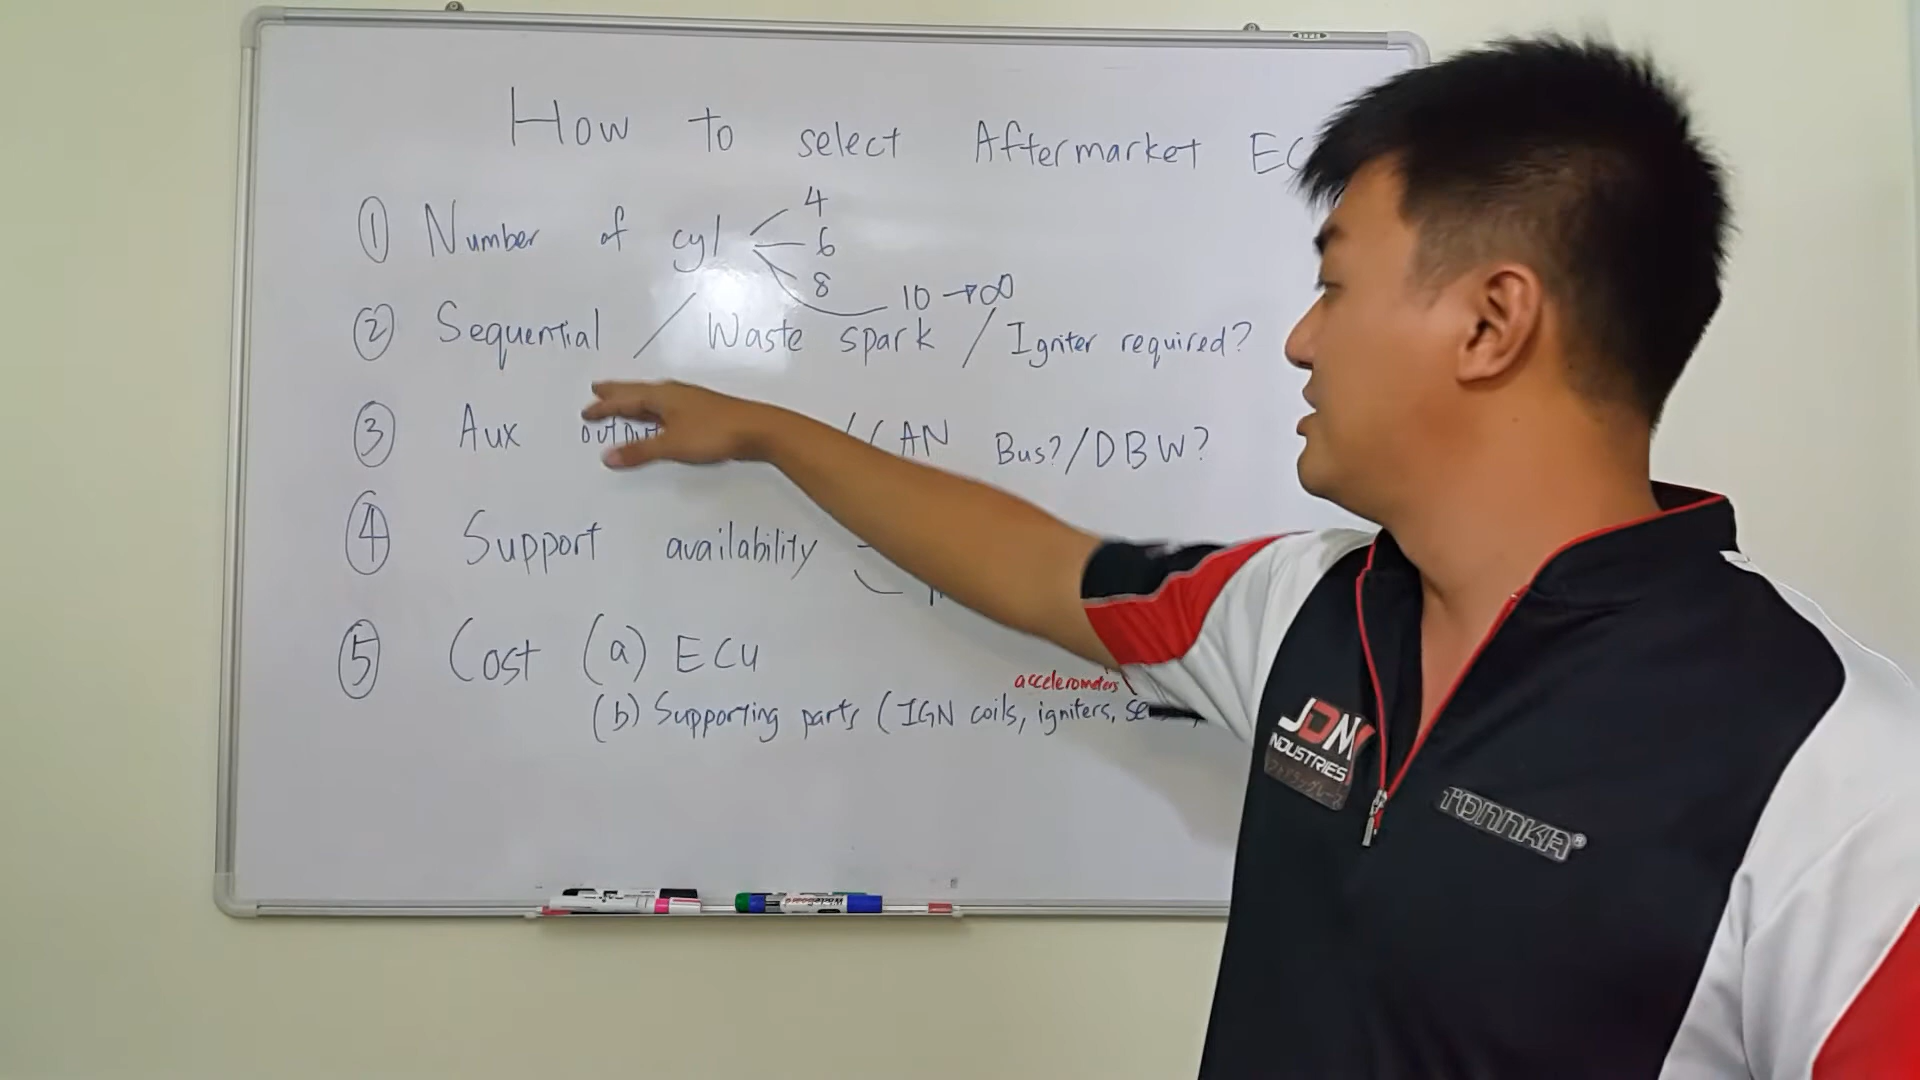 How To select Aftermarket EC
① Number of cyl 4
6
8
10 → ∞
② Sequential / Waste spark / Igniter required?
③ Aux output / CAN Bus? / DBW?
④ Support availability
⑤ Cost (a) ECU
accelerometers
(b) Supporting parts (IGN coils, igniters,
JDM
INDUSTRIES
TONNKA®